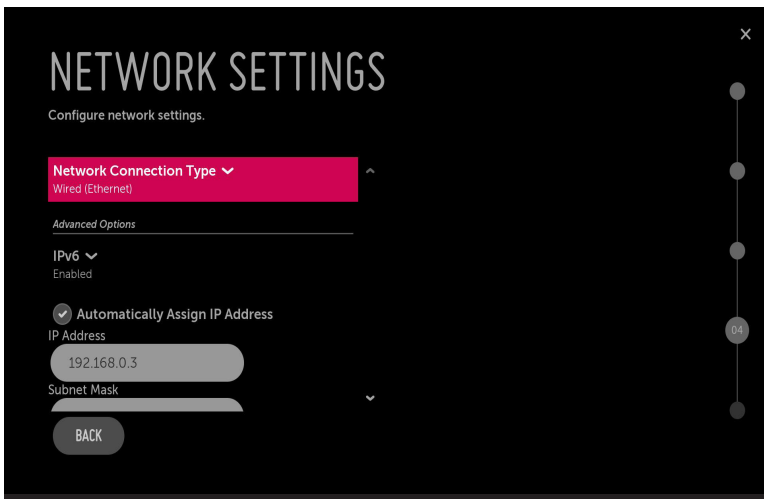 NETWORK SETTINGS
Configure network settings.
Network Connection Type
Wired (Ethernet)
Advanced Options
IPv6
Enabled
Automatically Assign IP Address
IP Address
192.168.0.3
04
Subnet Mask
BACK